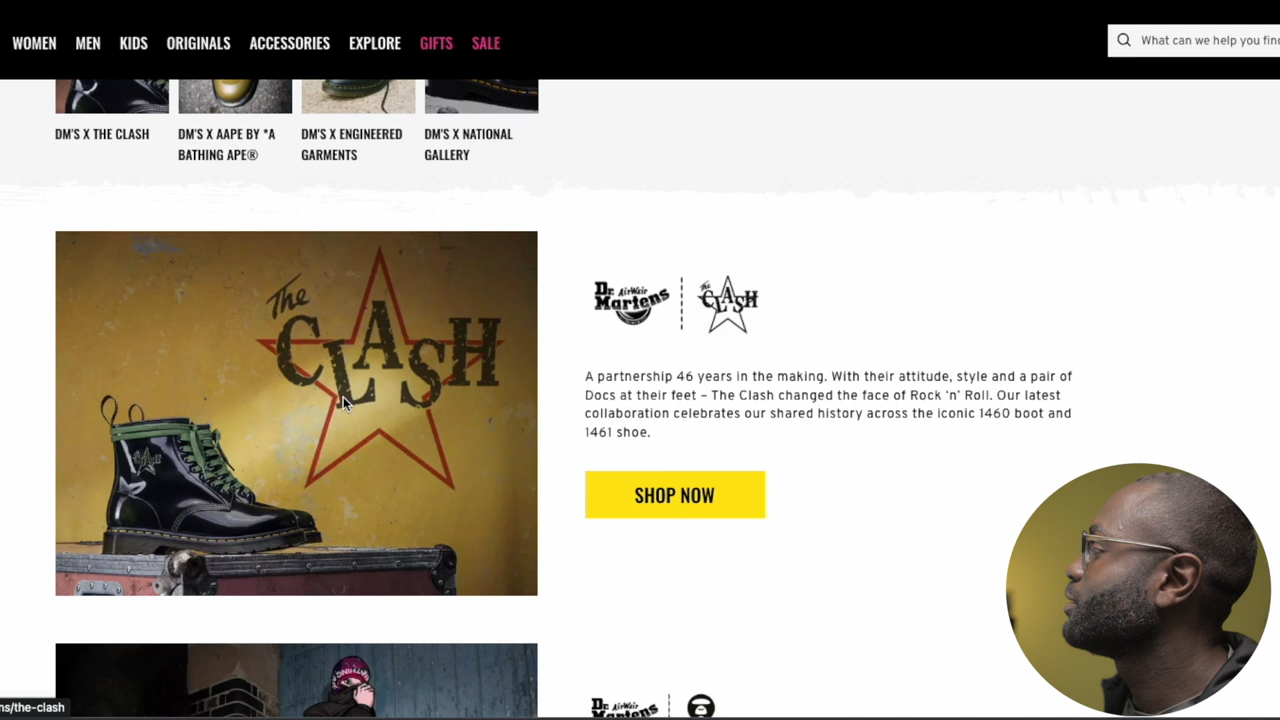 WOMEN MEN KIDS ORIGINALS ACCESSORIES EXPLORE GIFTS SALE
What can we help you find
DM'S X THE CLASH
DM'S X AAPE BY *A
BATHING APE®
DM'S X ENGINEERED
GARMENTS
DM'S X NATIONAL
GALLERY
The
CLASH
Dr. AirWair
Martens
The
CLASH
A partnership 46 years in the making. With their attitude, style and a pair of
Docs at their feet – The Clash changed the face of Rock ‘n’ Roll. Our latest
collaboration celebrates our shared history across the iconic 1460 boot and
1461 shoe.
SHOP NOW
Dr. AirWair
Martens
ns/the-clash